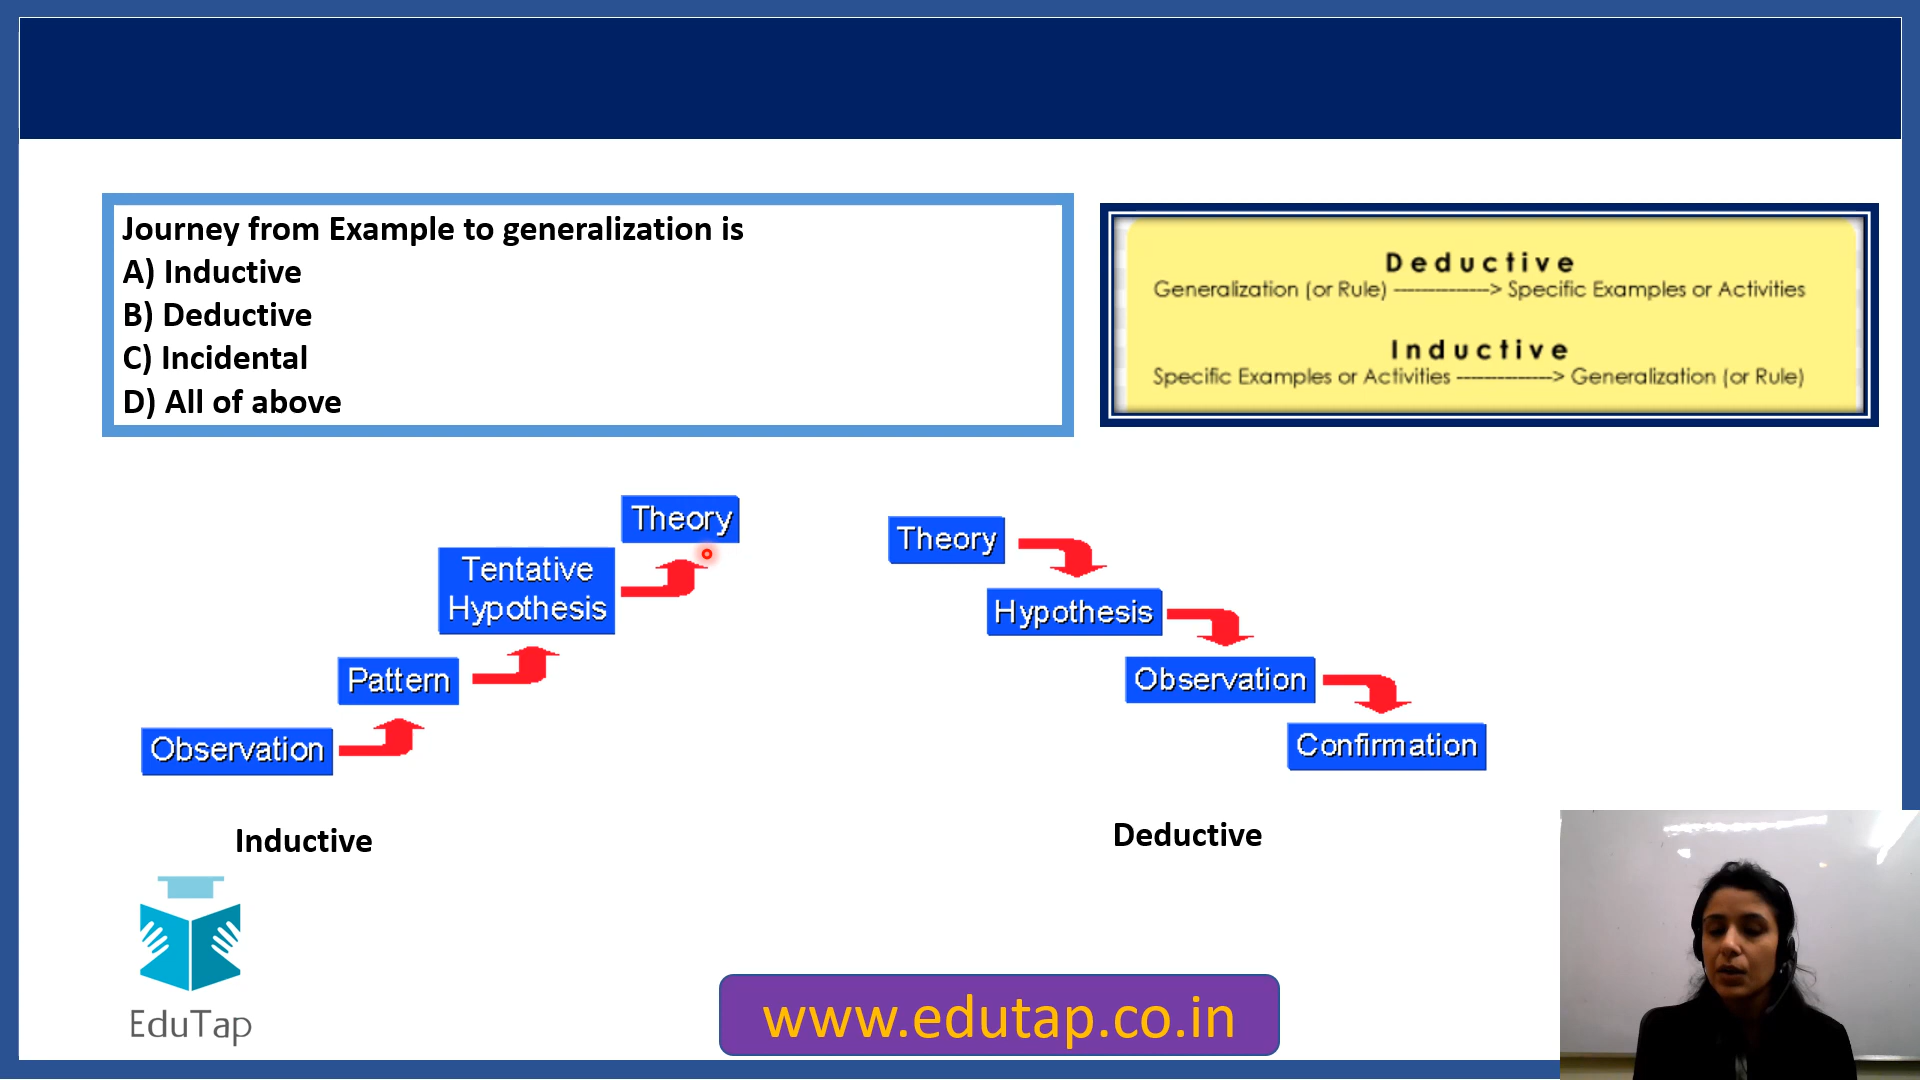 Journey from Example to generalization is
A) Inductive
B) Deductive
C) Incidental
D) All of above
Deductive
Generalization (or Rule) --------------> Specific Examples or Activities
Inductive
Specific Examples or Activities --------------> Generalization (or Rule)
Theory
Tentative
Hypothesis
Pattern
Observation
Inductive
Theory
Hypothesis
Observation
Confirmation
Deductive
EduTap
www.edutap.co.in